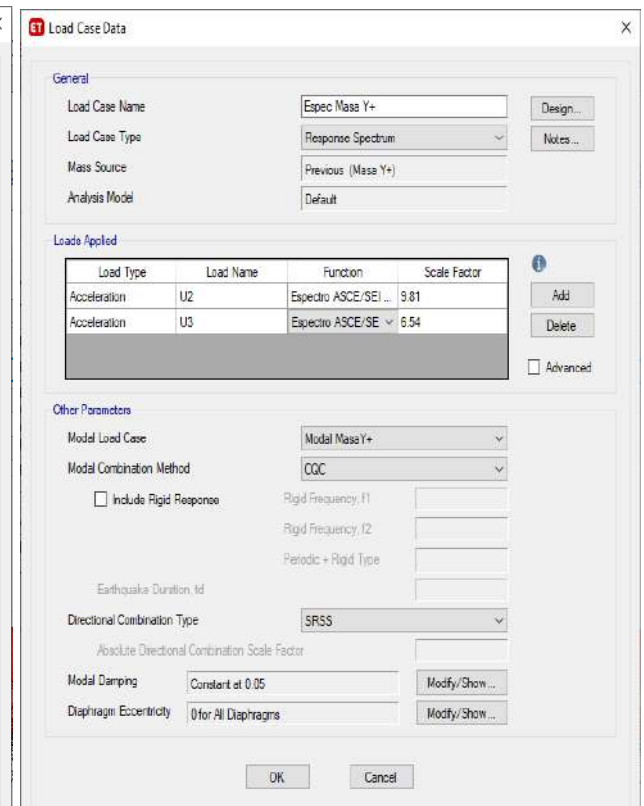 ET Load Case Data X
General
Load Case Name Espec Masa Y+ Design...
Load Case Type Response Spectrum Notes...
Mass Source Previous (Masa Y+)
Analysis Model Default
Loads Applied
Load Type Load Name Function Scale Factor
Acceleration U2 Espectro ASCE/SEI ... 9.81 Add
Acceleration U3 Espectro ASCE/SE 6.54 Delete
Advanced
Other Parameters
Modal Load Case Modal MasaY+
Modal Combination Method CQC
Include Rigid Response Rigid Frequency, f1
Rigid Frequency, f2
Periodic + Rigid Type
Earthquake Duration, td
Directional Combination Type SRSS
Absolute Directional Combination Scale Factor
Modal Damping Constant at 0.05 Modify/Show...
Diaphragm Eccentricity 0 for All Diaphragms Modify/Show...
OK Cancel